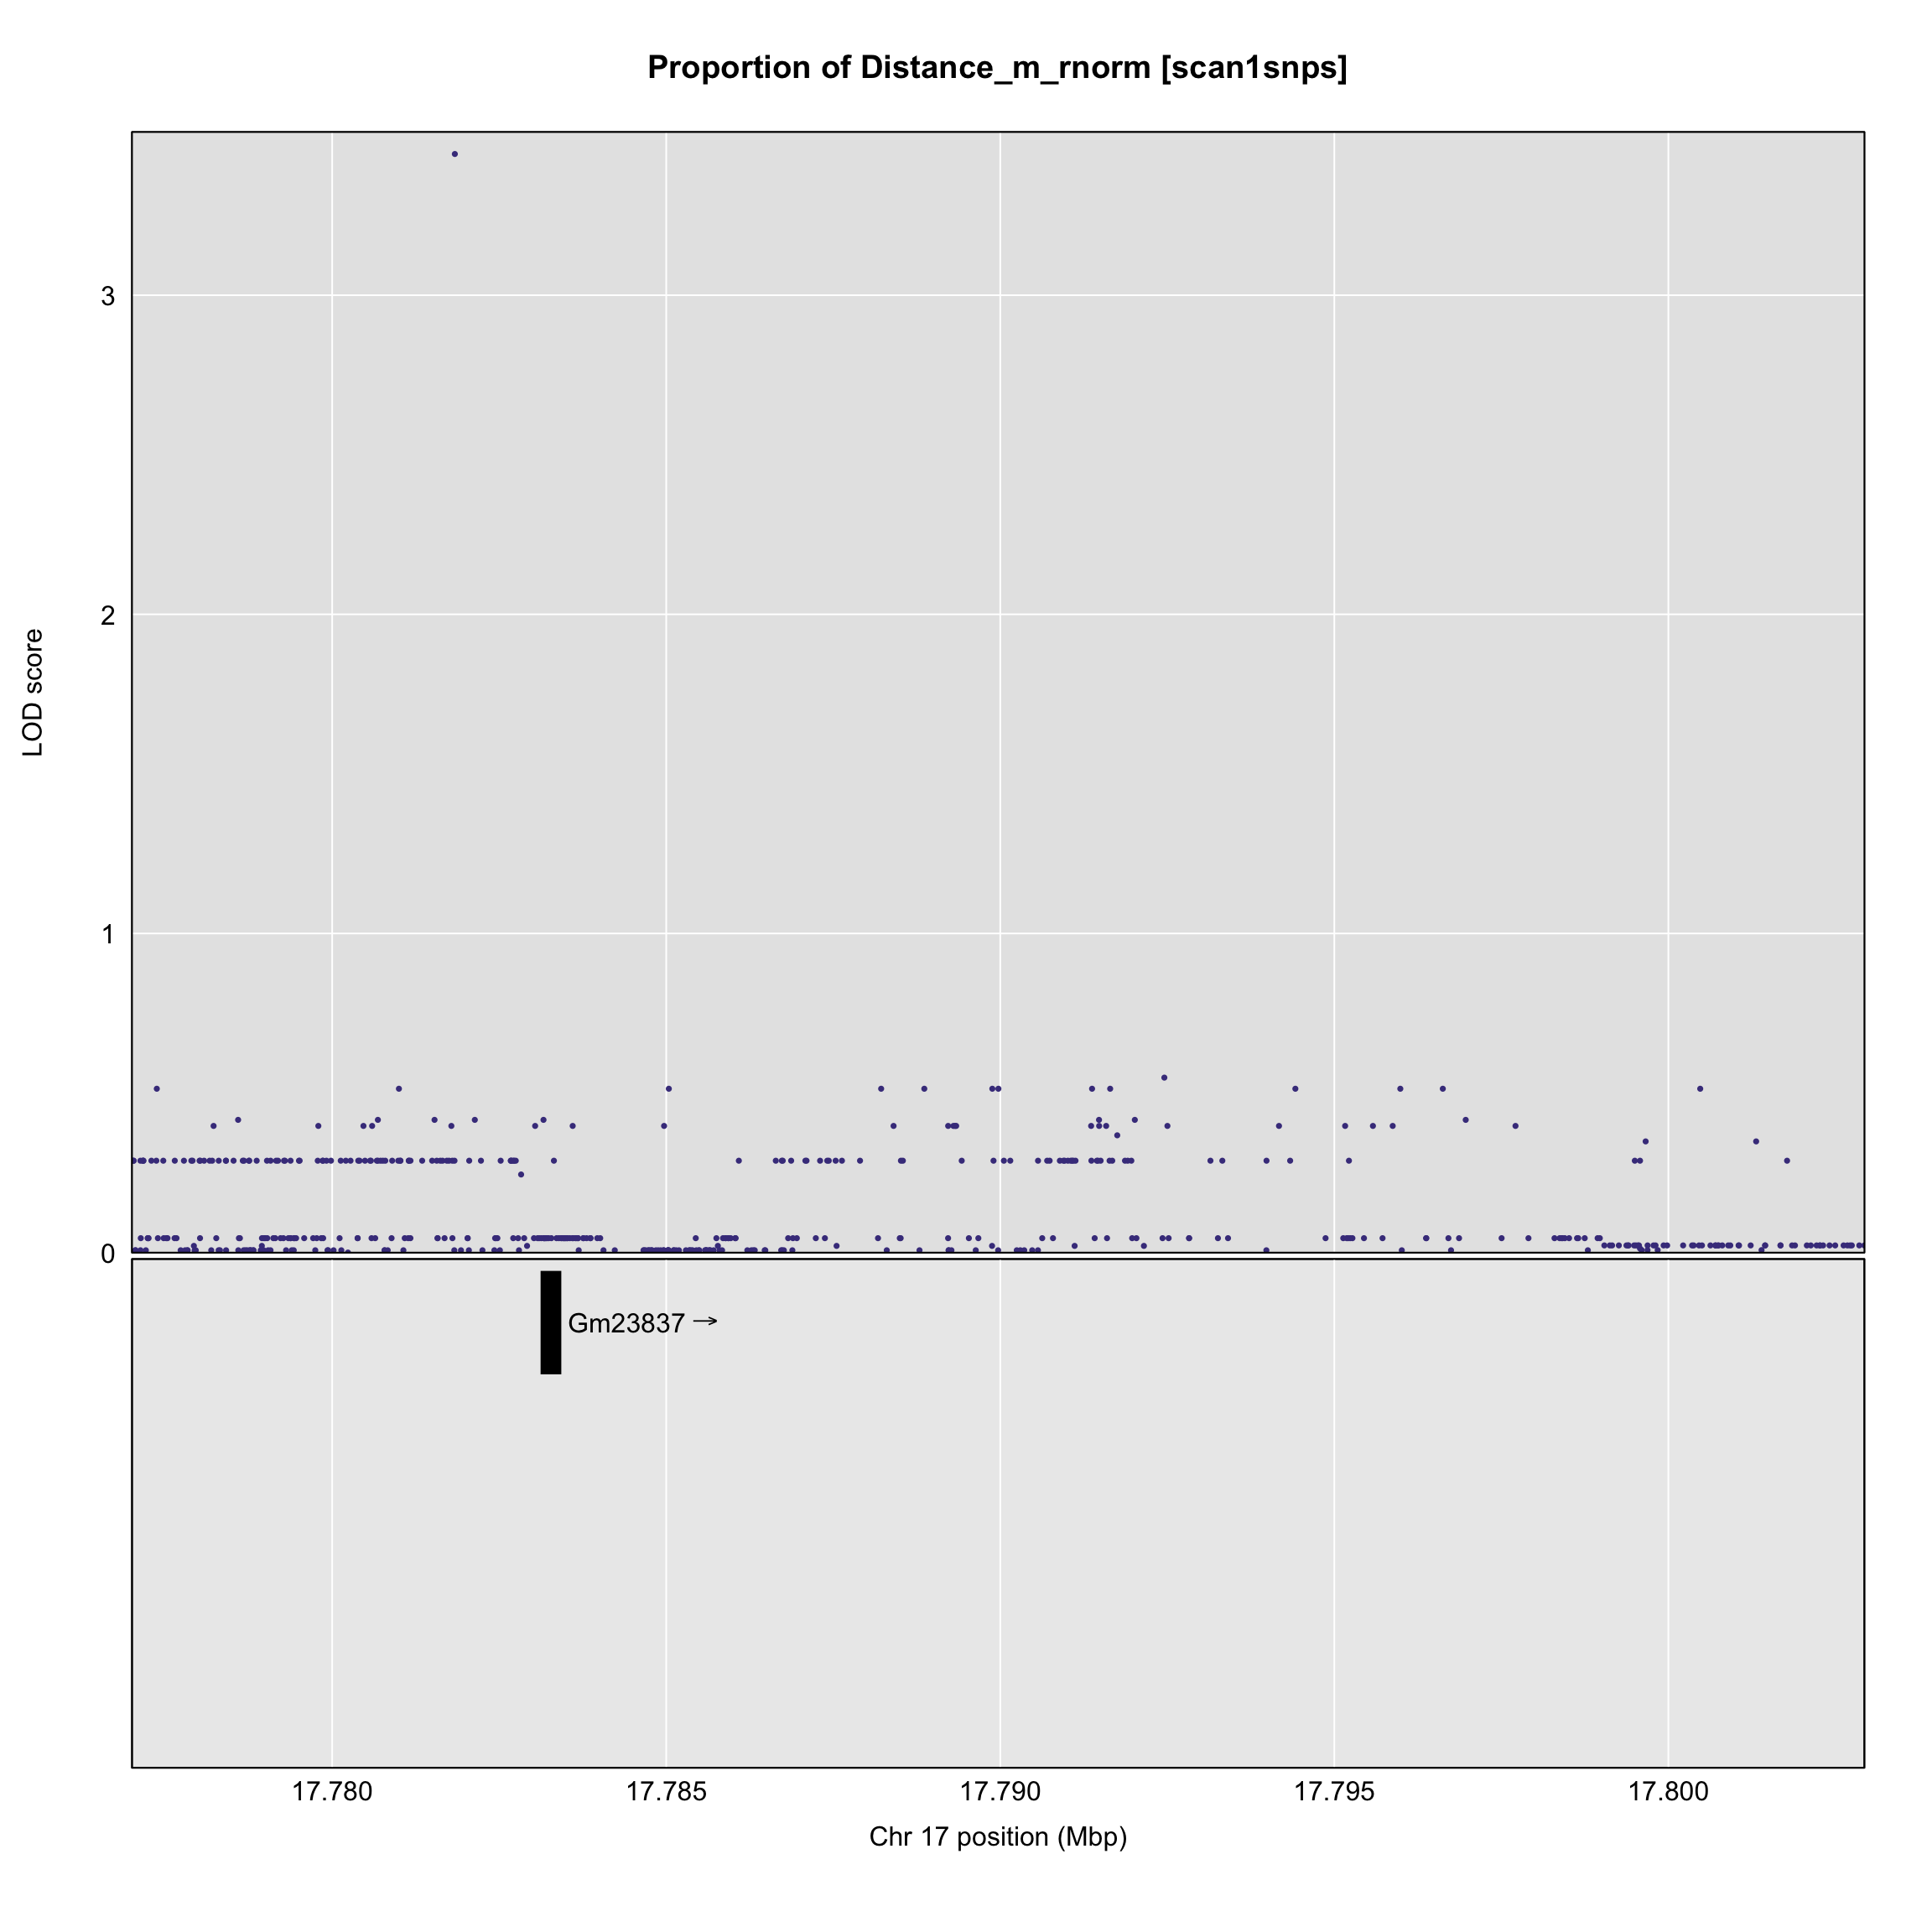 Proportion of Distance_m_rnorm [scan1snps]
LOD score
3
2
1
0
Gm23837 →
17.780 17.785 17.790 17.795 17.800
Chr 17 position (Mbp)